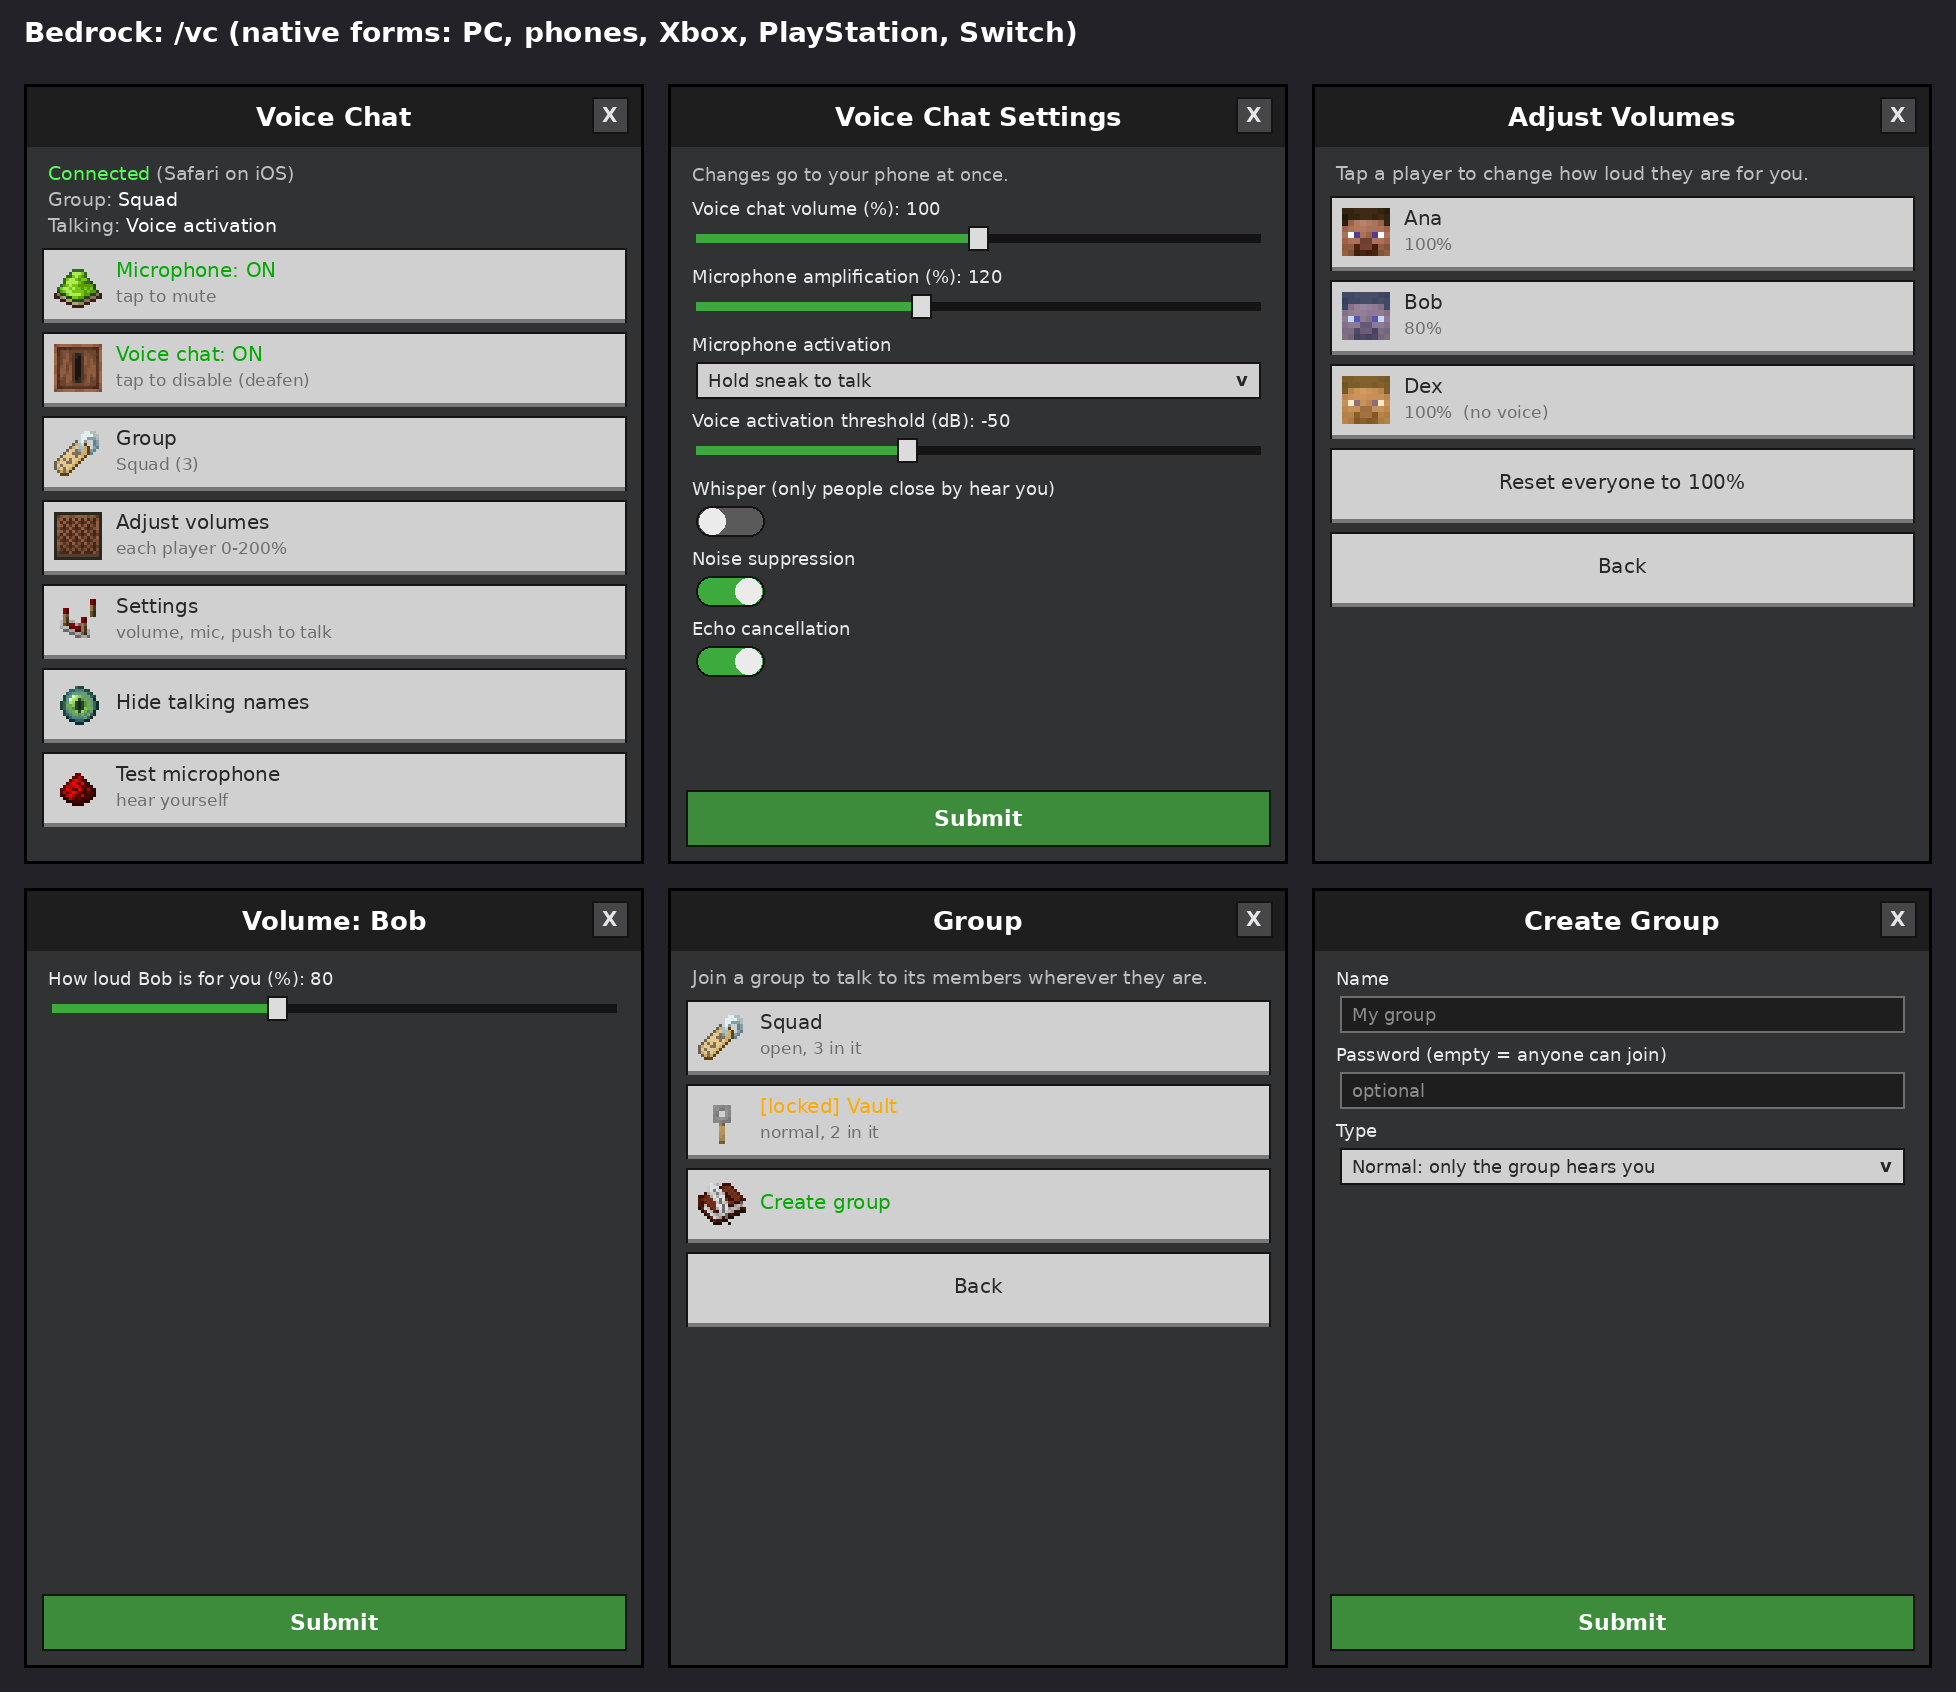 Bedrock: /vc (native forms: PC, phones, Xbox, PlayStation, Switch)
Voice Chat
X
Connected (Safari on iOS)
Group: Squad
Talking: Voice activation
Microphone: ON
tap to mute
Voice chat: ON
tap to disable (deafen)
Group
Squad (3)
Adjust volumes
each player 0-200%
Settings
volume, mic, push to talk
Hide talking names
Test microphone
hear yourself
Voice Chat Settings
X
Changes go to your phone at once.
Voice chat volume (%): 100
Microphone amplification (%): 120
Microphone activation
Hold sneak to talk v
Voice activation threshold (dB): -50
Whisper (only people close by hear you)
Noise suppression
Echo cancellation
Submit
Adjust Volumes
X
Tap a player to change how loud they are for you.
Ana
100%
Bob
80%
Dex
100% (no voice)
Reset everyone to 100%
Back
Volume: Bob
X
How loud Bob is for you (%): 80
Submit
Group
X
Join a group to talk to its members wherever they are.
Squad
open, 3 in it
[locked] Vault
normal, 2 in it
Create group
Back
Create Group
X
Name
My group
Password (empty = anyone can join)
optional
Type
Normal: only the group hears you v
Submit